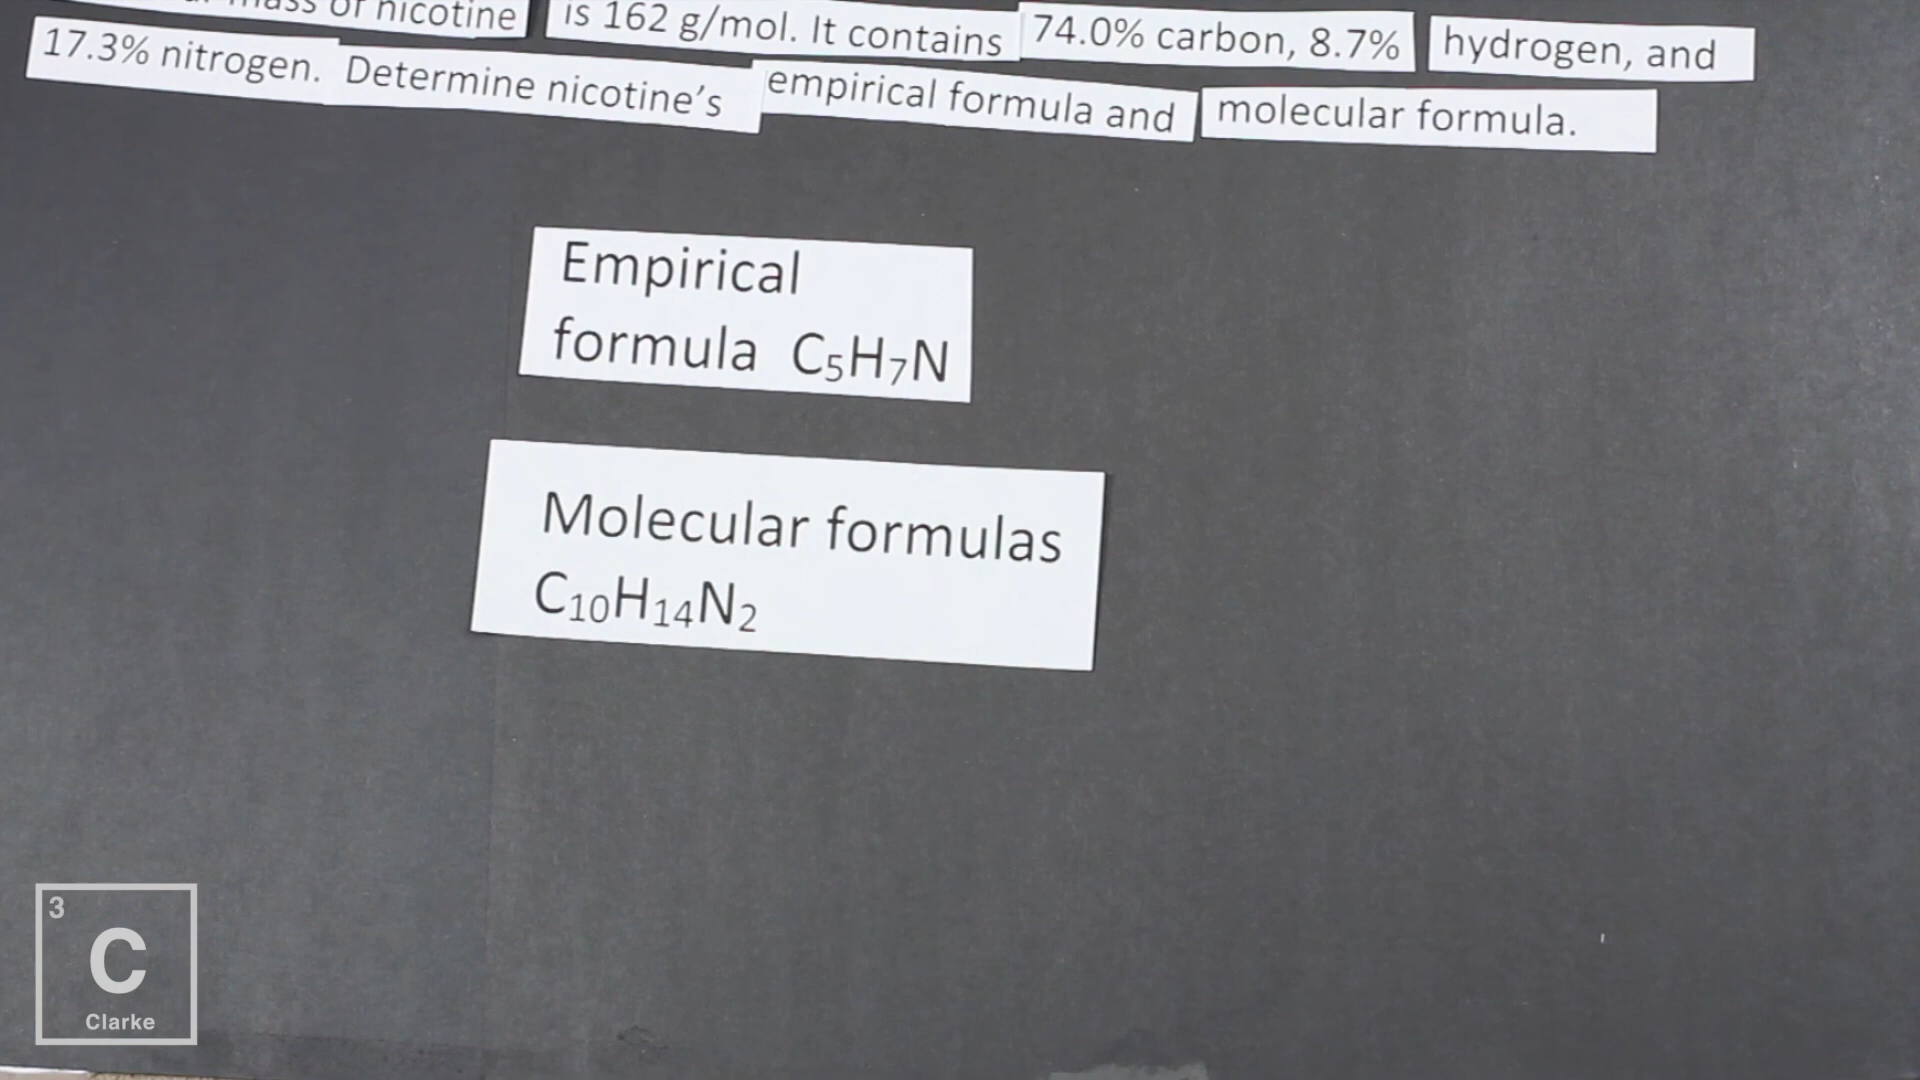 mass of nicotine is 162 g/mol. It contains 74.0% carbon, 8.7% hydrogen, and
17.3% nitrogen. Determine nicotine’s empirical formula and molecular formula.
Empirical
formula C₅H₇N
Molecular formulas
C₁₀H₁₄N₂
3
C
Clarke